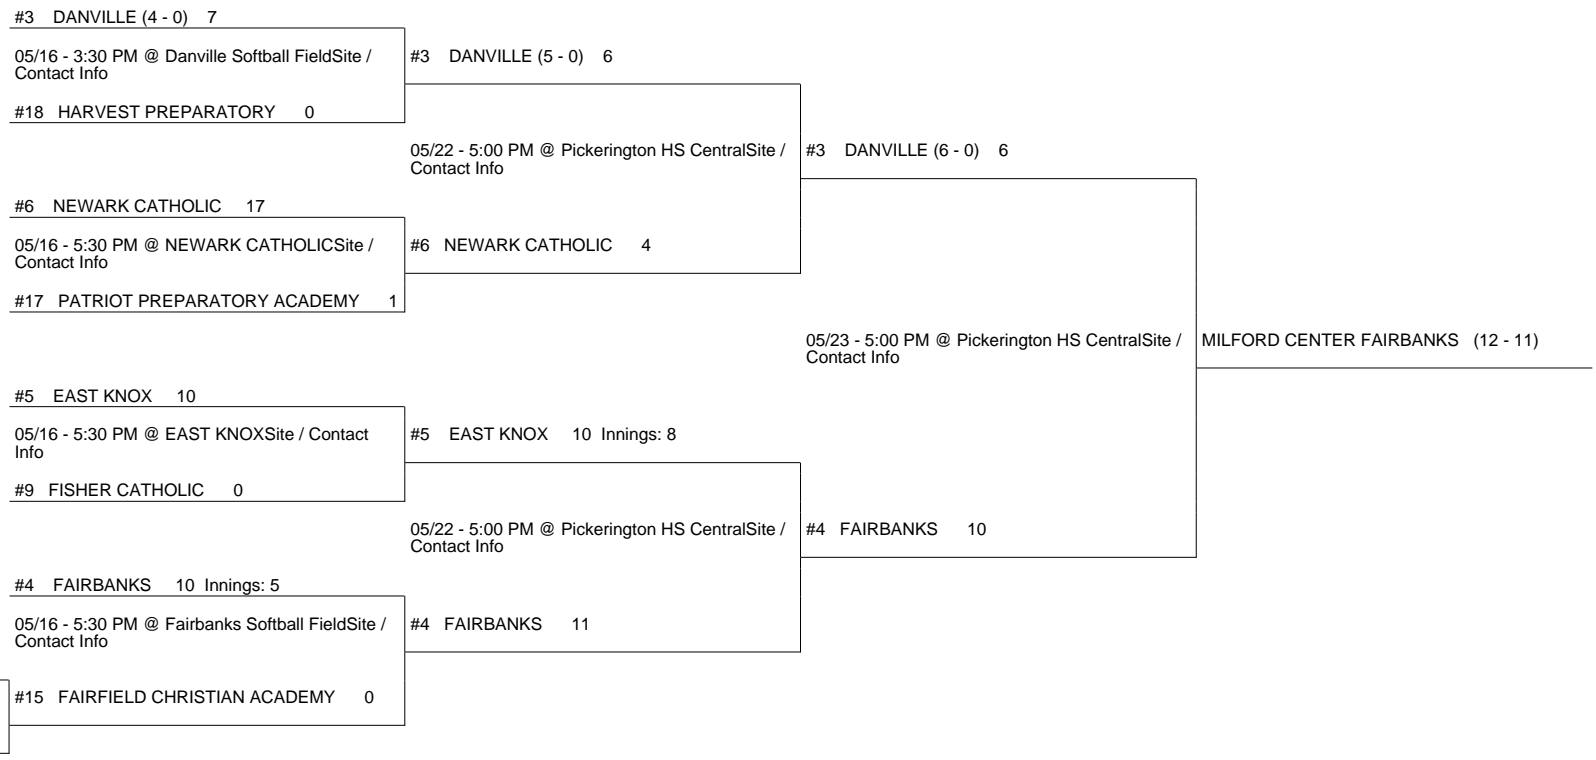 #3 DANVILLE (4 - 0) 7
05/16 - 3:30 PM @ Danville Softball FieldSite /
Contact Info
#18 HARVEST PREPARATORY 0
#6 NEWARK CATHOLIC 17
05/16 - 5:30 PM @ NEWARK CATHOLICSite /
Contact Info
#17 PATRIOT PREPARATORY ACADEMY 1
#5 EAST KNOX 10
05/16 - 5:30 PM @ EAST KNOXSite / Contact
Info
#9 FISHER CATHOLIC 0
#4 FAIRBANKS 10 Innings: 5
05/16 - 5:30 PM @ Fairbanks Softball FieldSite /
Contact Info
#15 FAIRFIELD CHRISTIAN ACADEMY 0
#3 DANVILLE (5 - 0) 6
05/22 - 5:00 PM @ Pickerington HS CentralSite /
Contact Info
#6 NEWARK CATHOLIC 4
#5 EAST KNOX 10 Innings: 8
05/22 - 5:00 PM @ Pickerington HS CentralSite /
Contact Info
#4 FAIRBANKS 11
#3 DANVILLE (6 - 0) 6
05/23 - 5:00 PM @ Pickerington HS CentralSite /
Contact Info
#4 FAIRBANKS 10
MILFORD CENTER FAIRBANKS (12 - 11)